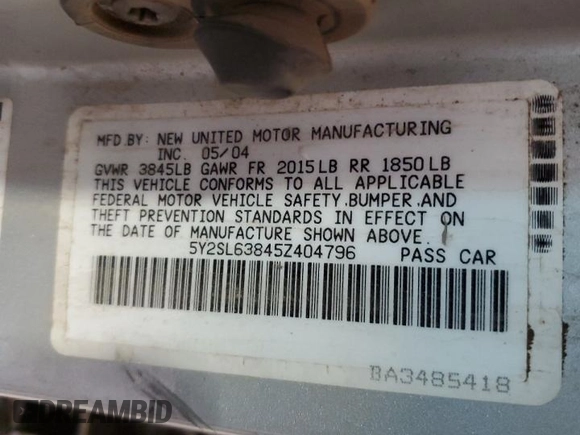 MFD.BY: NEW UNITED MOTOR MANUFACTURING
INC. 05/04
GVWR 3845LB GAWR FR 2015LB RR 1850LB
THIS VEHICLE CONFORMS TO ALL APPLICABLE
FEDERAL MOTOR VEHICLE SAFETY,BUMPER,AND
THEFT PREVENTION STANDARDS IN EFFECT ON
THE DATE OF MANUFACTURE SHOWN ABOVE.
5Y2SL63845Z404796 PASS CAR
BA3485418
DREAMBID